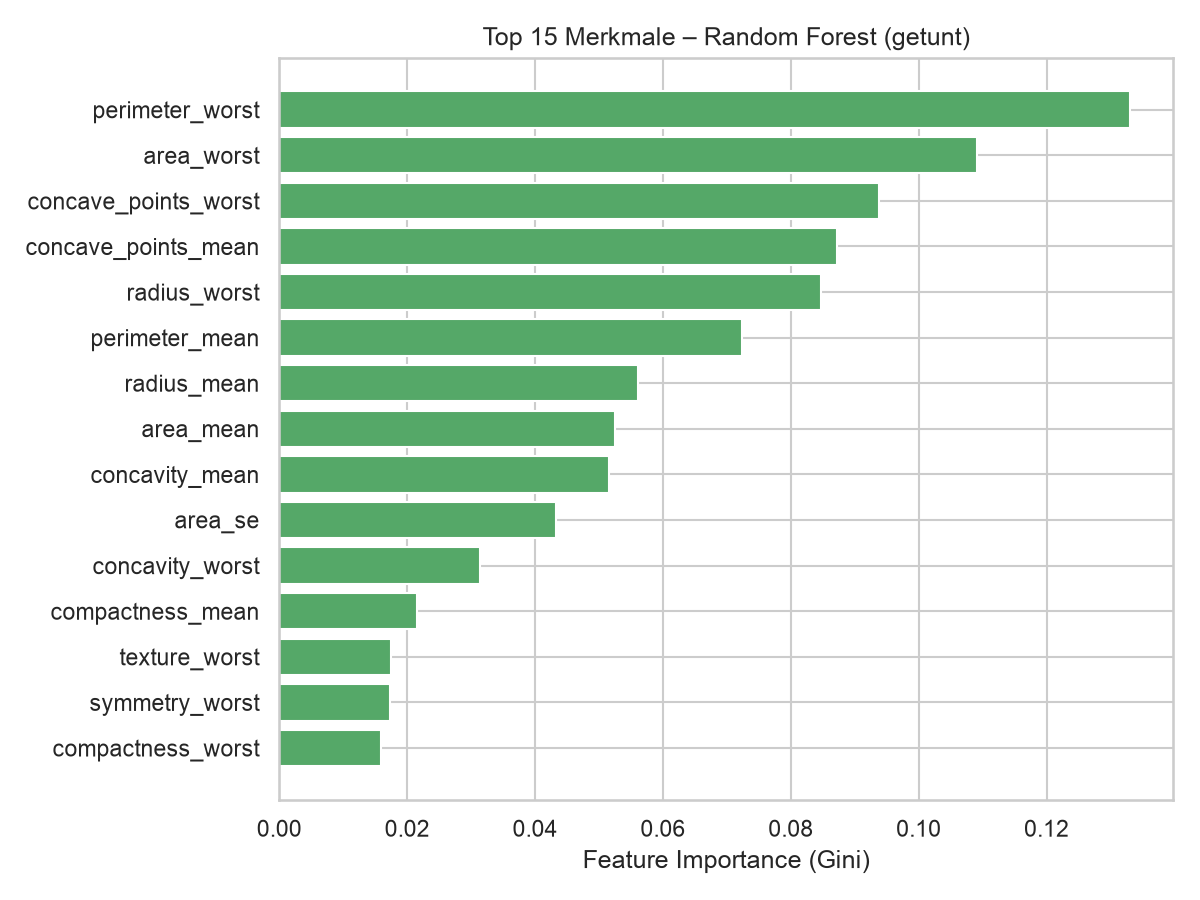 Top 15 Merkmale – Random Forest (getunt)
perimeter_worst
area_worst
concave_points_worst
concave_points_mean
radius_worst
perimeter_mean
radius_mean
area_mean
concavity_mean
area_se
concavity_worst
compactness_mean
texture_worst
symmetry_worst
compactness_worst
0.00 0.02 0.04 0.06 0.08 0.10 0.12
Feature Importance (Gini)